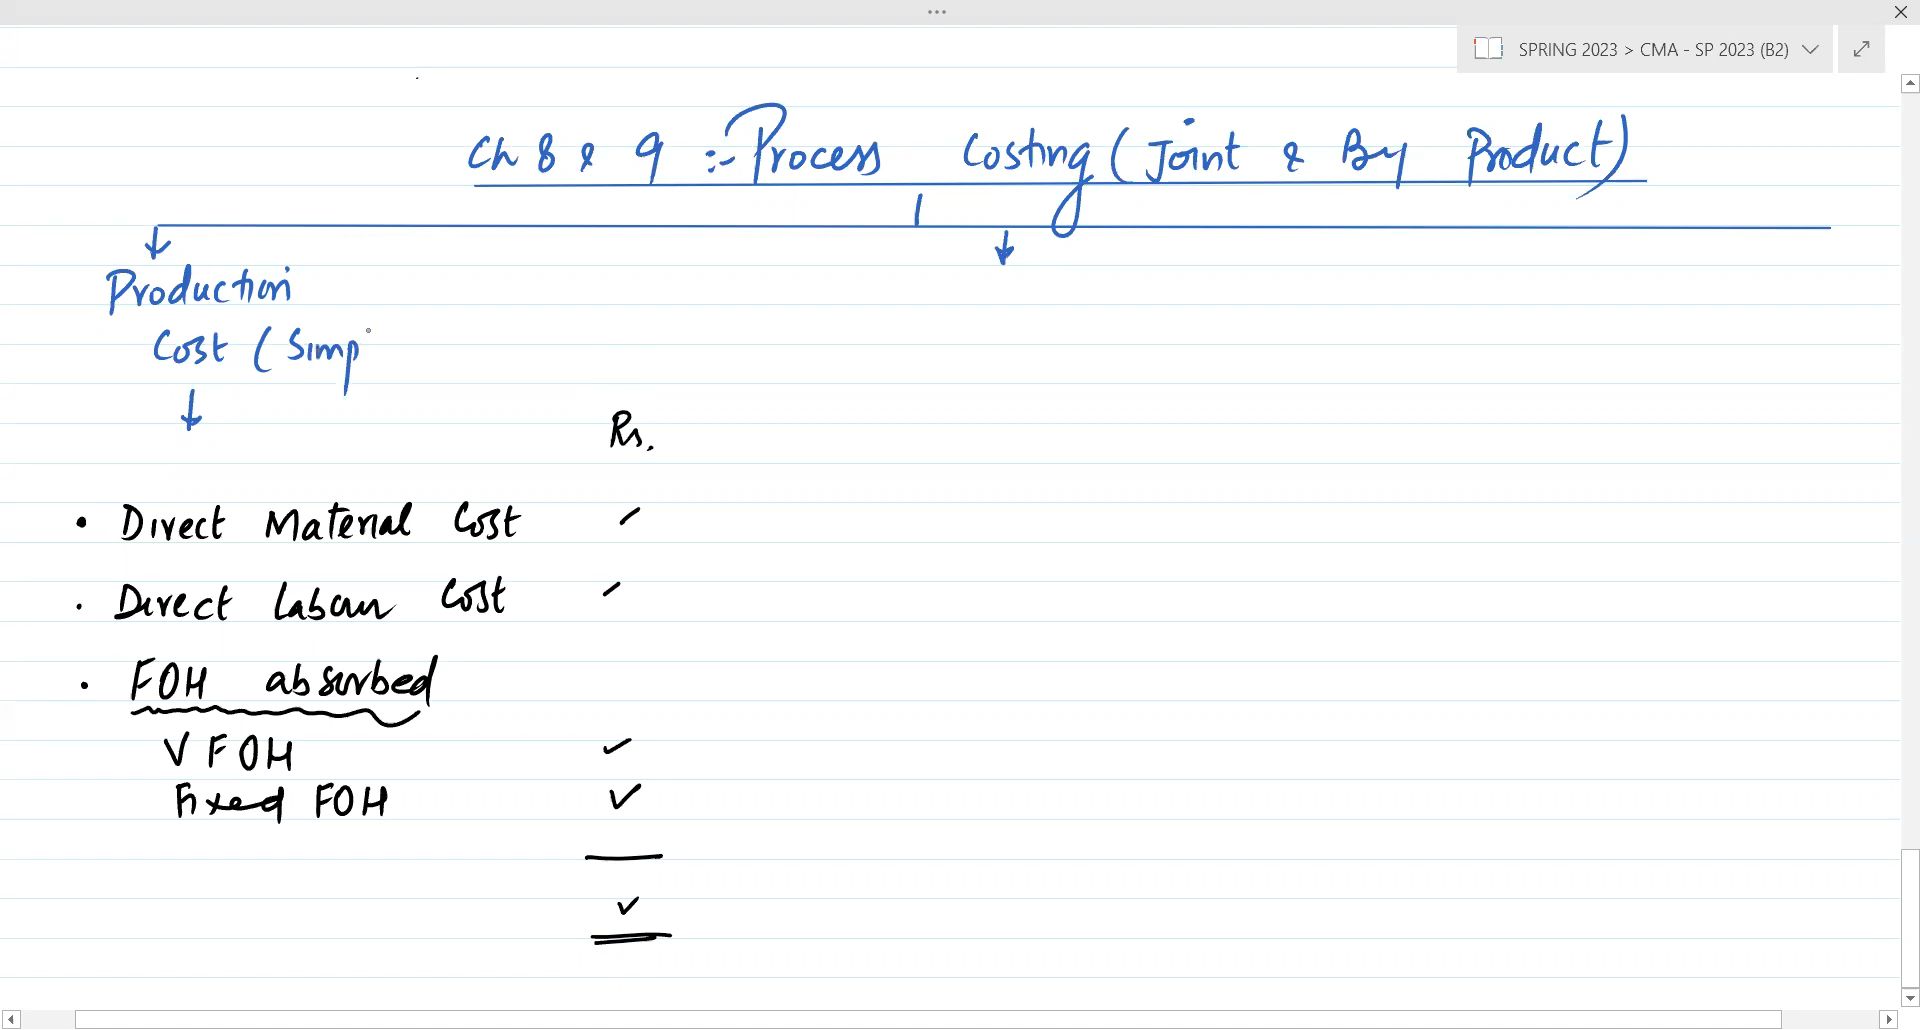 SPRING 2023 > CMA - SP 2023 (B2)
Ch 8 & 9 :- Process Costing (Joint & By Product)
Production
Cost (Simp
Rs.
• Direct Material Cost
• Direct Labour Cost
• FOH absorbed
V FOH
Fixed FOH